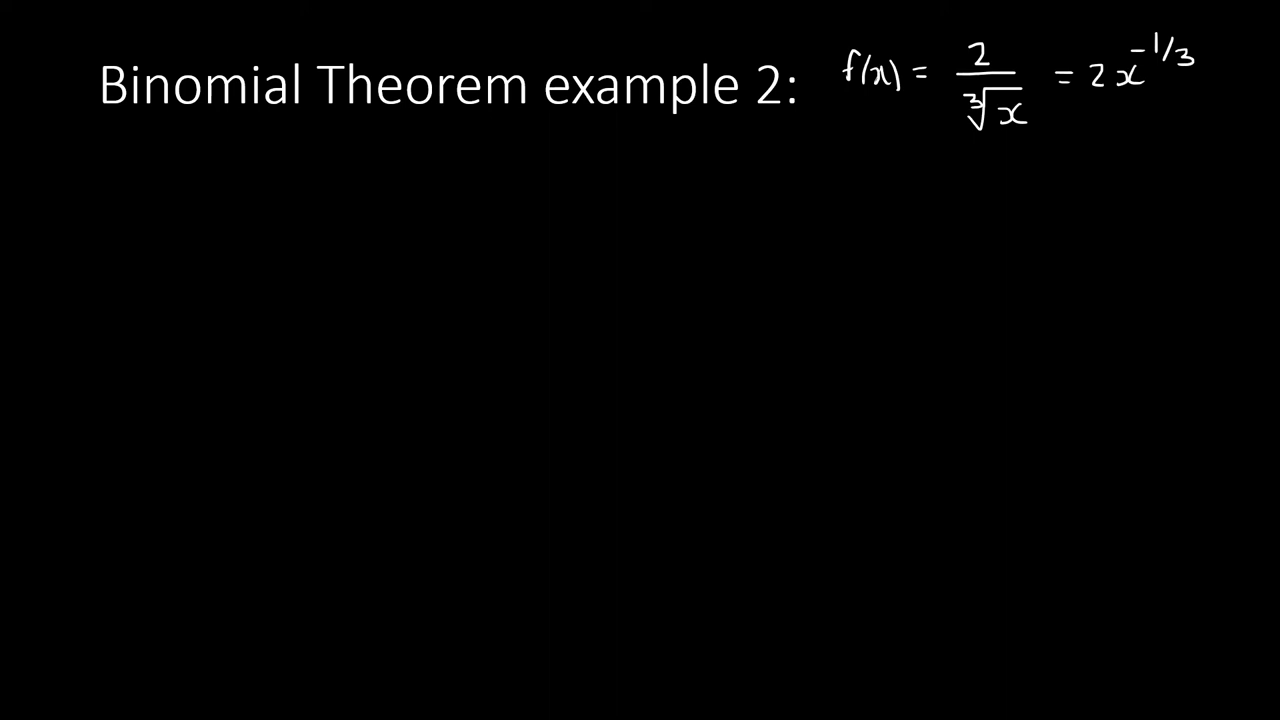 Binomial Theorem example 2: f(x) = 2/∛x = 2x^{-1/3}